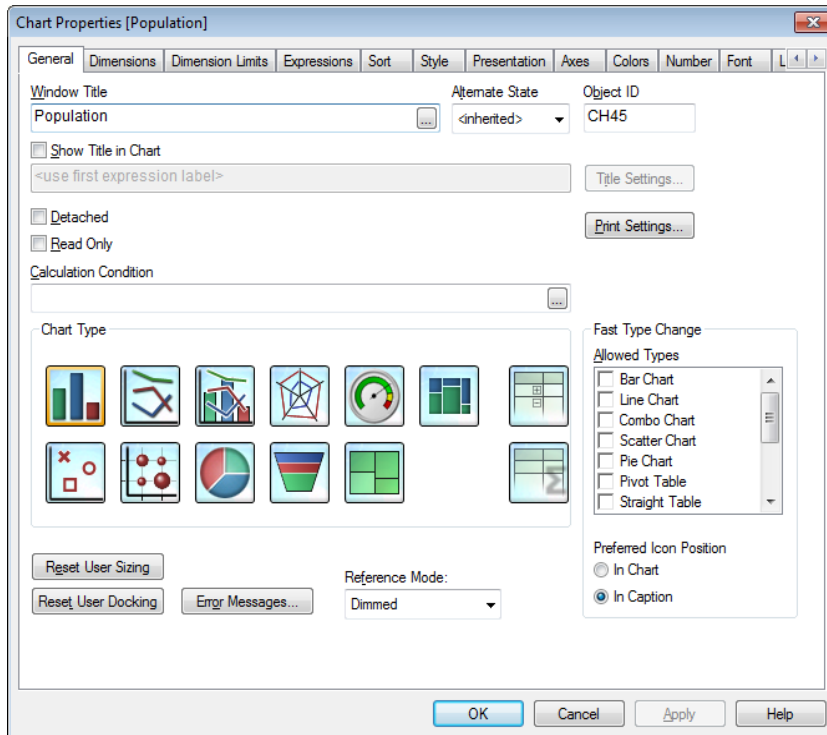 Chart Properties [Population]
General Dimensions Dimension Limits Expressions Sort Style Presentation Axes Colors Number Font L
Window Title Alternate State Object ID
Population ... <inherited> CH45
Show Title in Chart
<use first expression label> Title Settings...
Detached
Print Settings...
Read Only
Calculation Condition
...
Chart Type Fast Type Change
Allowed Types
Bar Chart
Line Chart
Combo Chart
Scatter Chart
Pie Chart
Pivot Table
Straight Table
Preferred Icon Position
In Chart
In Caption
Reset User Sizing
Reference Mode:
Reset User Docking Error Messages... Dimmed
OK Cancel Apply Help